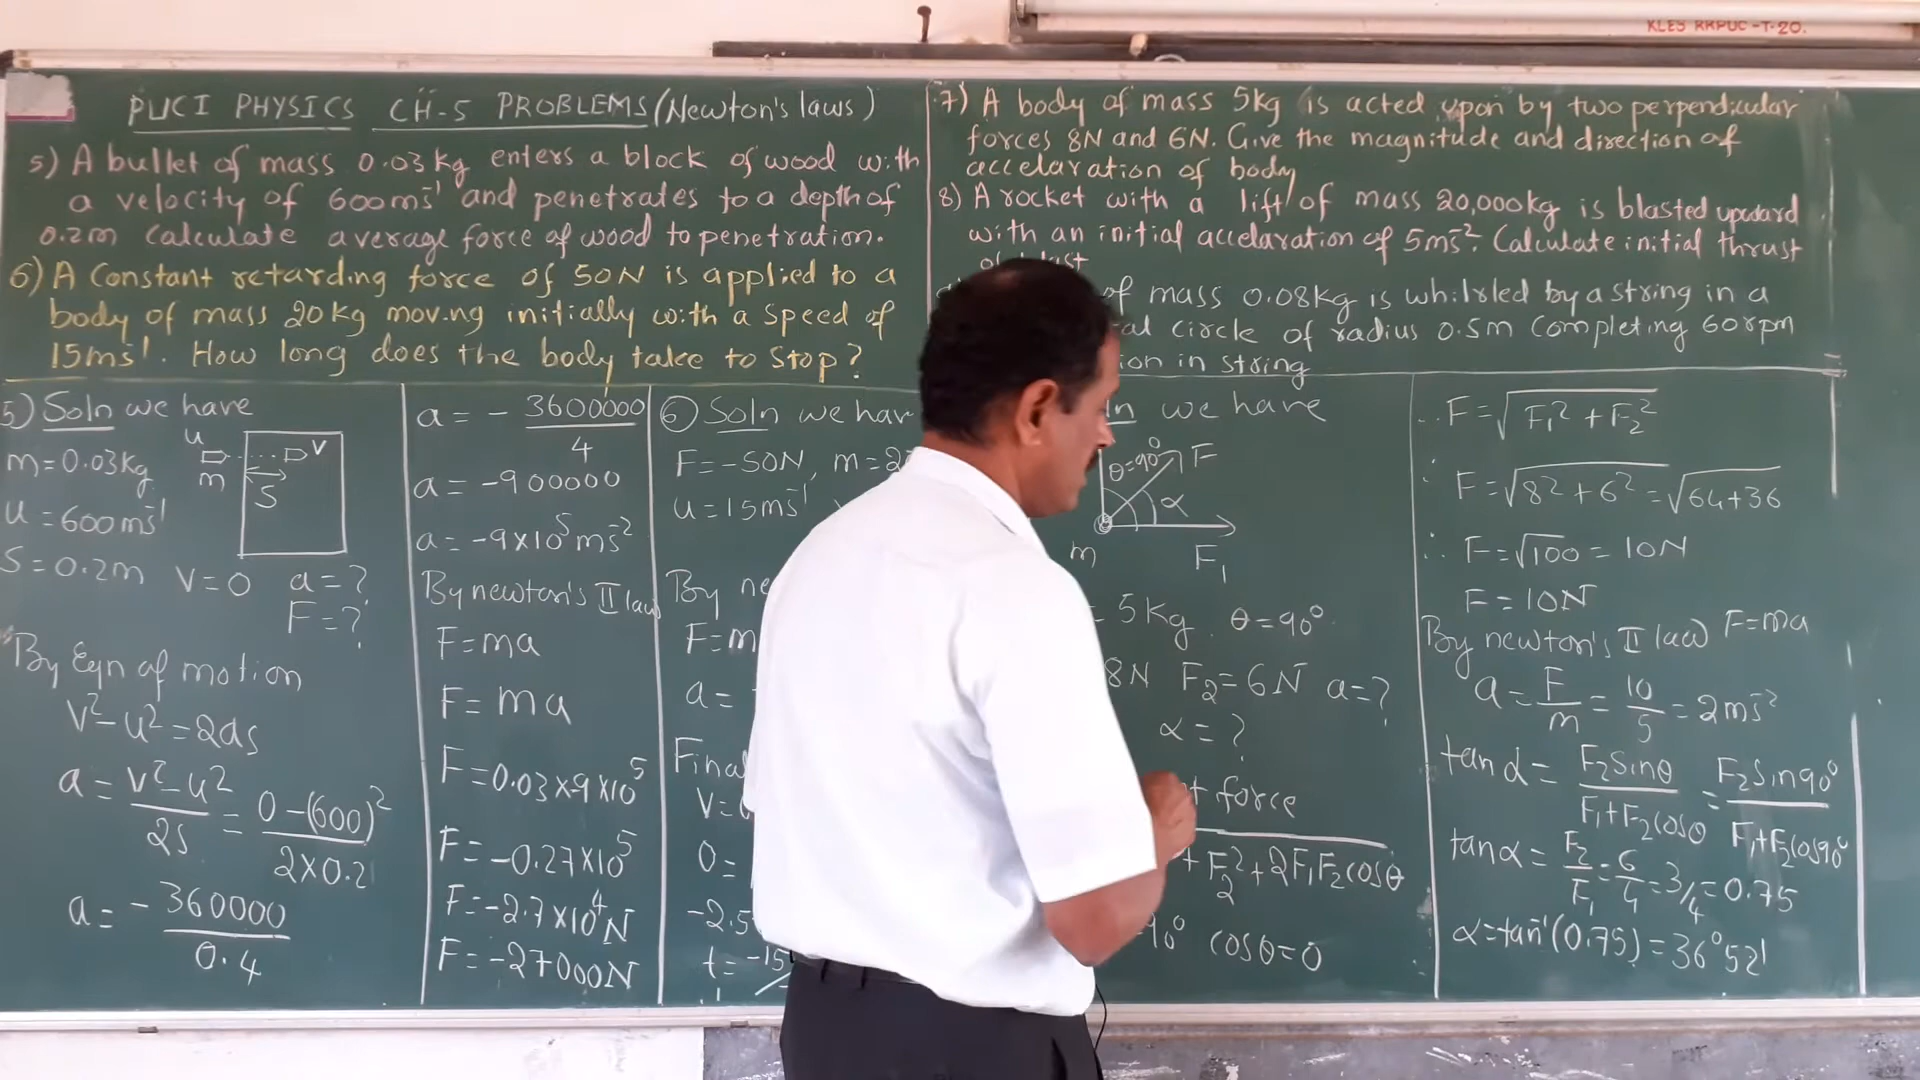 KLES RRPUC-T-20.
PUCI PHYSICS CH-5 PROBLEMS (Newton's laws)
5) A bullet of mass 0.03kg enters a block of wood with
a velocity of 600ms⁻¹ and penetrates to a depth of
0.2m Calculate average force of wood to penetration.
6) A Constant retarding force of 50N is applied to a
body of mass 20kg moving initially with a speed of
15ms⁻¹. How long does the body take to stop?
7) A body of mass 5kg is acted upon by two perpendicular
forces 8N and 6N. Give the magnitude and direction of
accelaration of body
8) A rocket with a lift of mass 20,000kg is blasted upward
with an initial accelaration of 5ms⁻². Calculate initial thrust
of mass 0.08kg is whilrled by a string in a
circle of radius 0.5m Completing 60rpm
in string
5) Soln we have
u
V
m
S
m=0.03kg
u=600ms⁻¹
S=0.2m V=0 a=?
F=?
By Eqn of motion
V²-u²=2as
a = V²-u²/2s = 0-(600)²/2×0.2
a = -360000/0.4
a = - 3600000/4
a = -900000
a = -9×10⁵ms⁻²
By newton's II law
F=ma
F=ma
F=0.03×9×10⁵
F=-0.27×10⁵
F=-2.7×10⁴N
F=-27000N
6 Soln we hav
F=-50N, m=2
u=15ms⁻¹
By ne
F=m
a=
Final
V=
0=
-2.5
t=-15
we have
θ=90° F
α
m F₁
5kg. θ=90°
8N F₂=6N a=?
α=?
force
+F₂²+2F₁F₂cosθ
90° cosθ=0
∴ F=√F₁²+F₂²
∴ F=√8²+6²=√64+36
∴ F=√100=10N
F=10N
By newton's II law F=ma
a=F/m=10/5=2ms⁻²
tanα=F₂sinθ/F₁+F₂cosθ=F₂sin90°/F₁+F₂cos90°
tanα=F₂/F₁=6/4=3/4=0.75
α=tan⁻¹(0.75)=36°52'